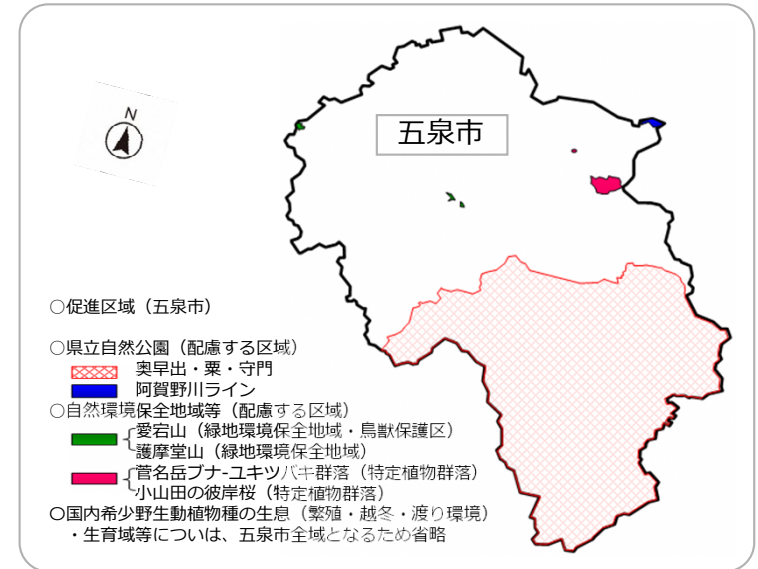 N
五泉市
○促進区域（五泉市）
○県立自然公園（配慮する区域）
奥早出・粟・守門
阿賀野川ライン
○自然環境保全地域等（配慮する区域）
愛宕山（緑地環境保全地域・鳥獣保護区）
護摩堂山（緑地環境保全地域）
菅名岳ブナ-ユキツバキ群落（特定植物群落）
小山田の彼岸桜（特定植物群落）
○国内希少野生動植物種の生息（繁殖・越冬・渡り環境）
・生育域等についは、五泉市全域となるため省略